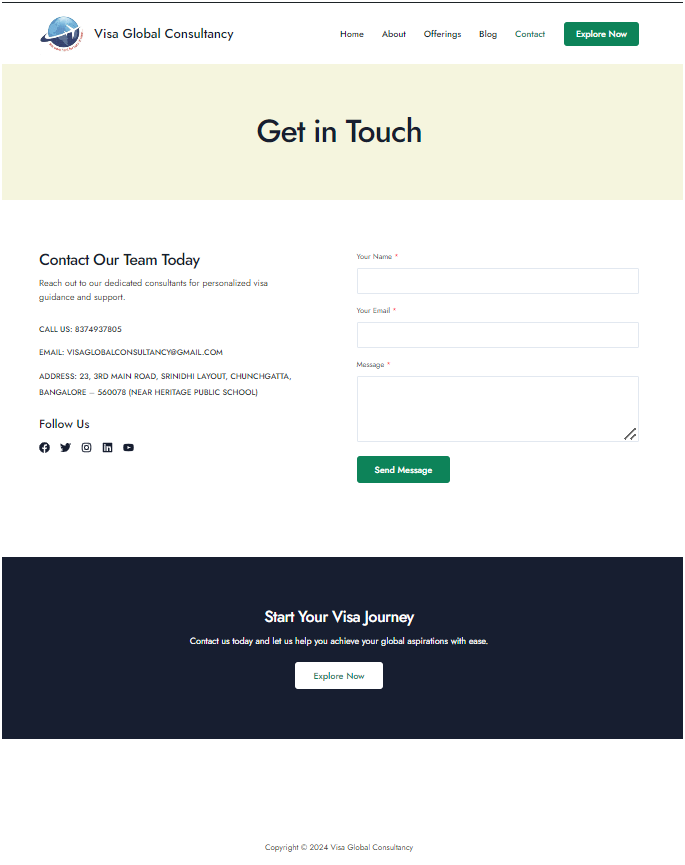 Visa Global Consultancy
Home About Offerings Blog Contact Explore Now
Get in Touch
Contact Our Team Today
Reach out to our dedicated consultants for personalized visa
guidance and support.
CALL US: 8374937805
EMAIL: VISAGLOBALCONSULTANCY@GMAIL.COM
ADDRESS: 23, 3RD MAIN ROAD, SRINIDHI LAYOUT, CHUNCHGATTA,
BANGALORE – 560078 (NEAR HERITAGE PUBLIC SCHOOL)
Follow Us
Your Name *
Your Email *
Message *
Send Message
Start Your Visa Journey
Contact us today and let us help you achieve your global aspirations with ease.
Explore Now
Copyright © 2024 Visa Global Consultancy